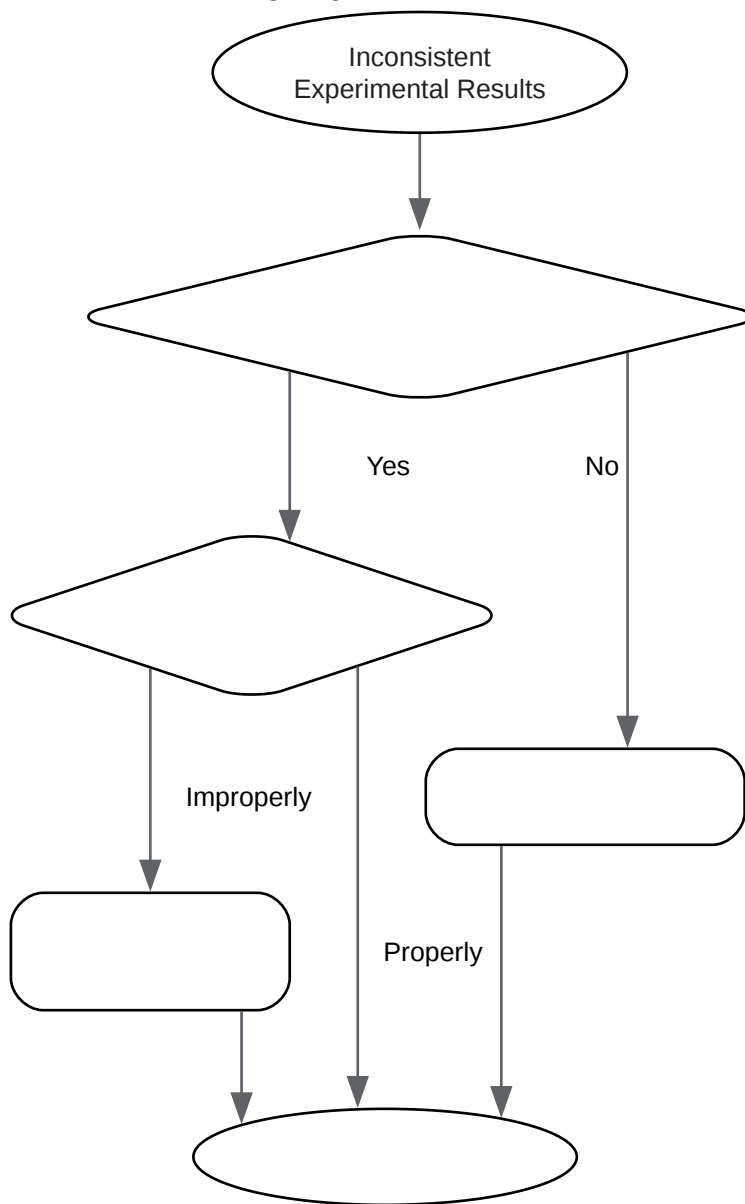 Inconsistent
Experimental Results
Yes
No
Improperly
Properly